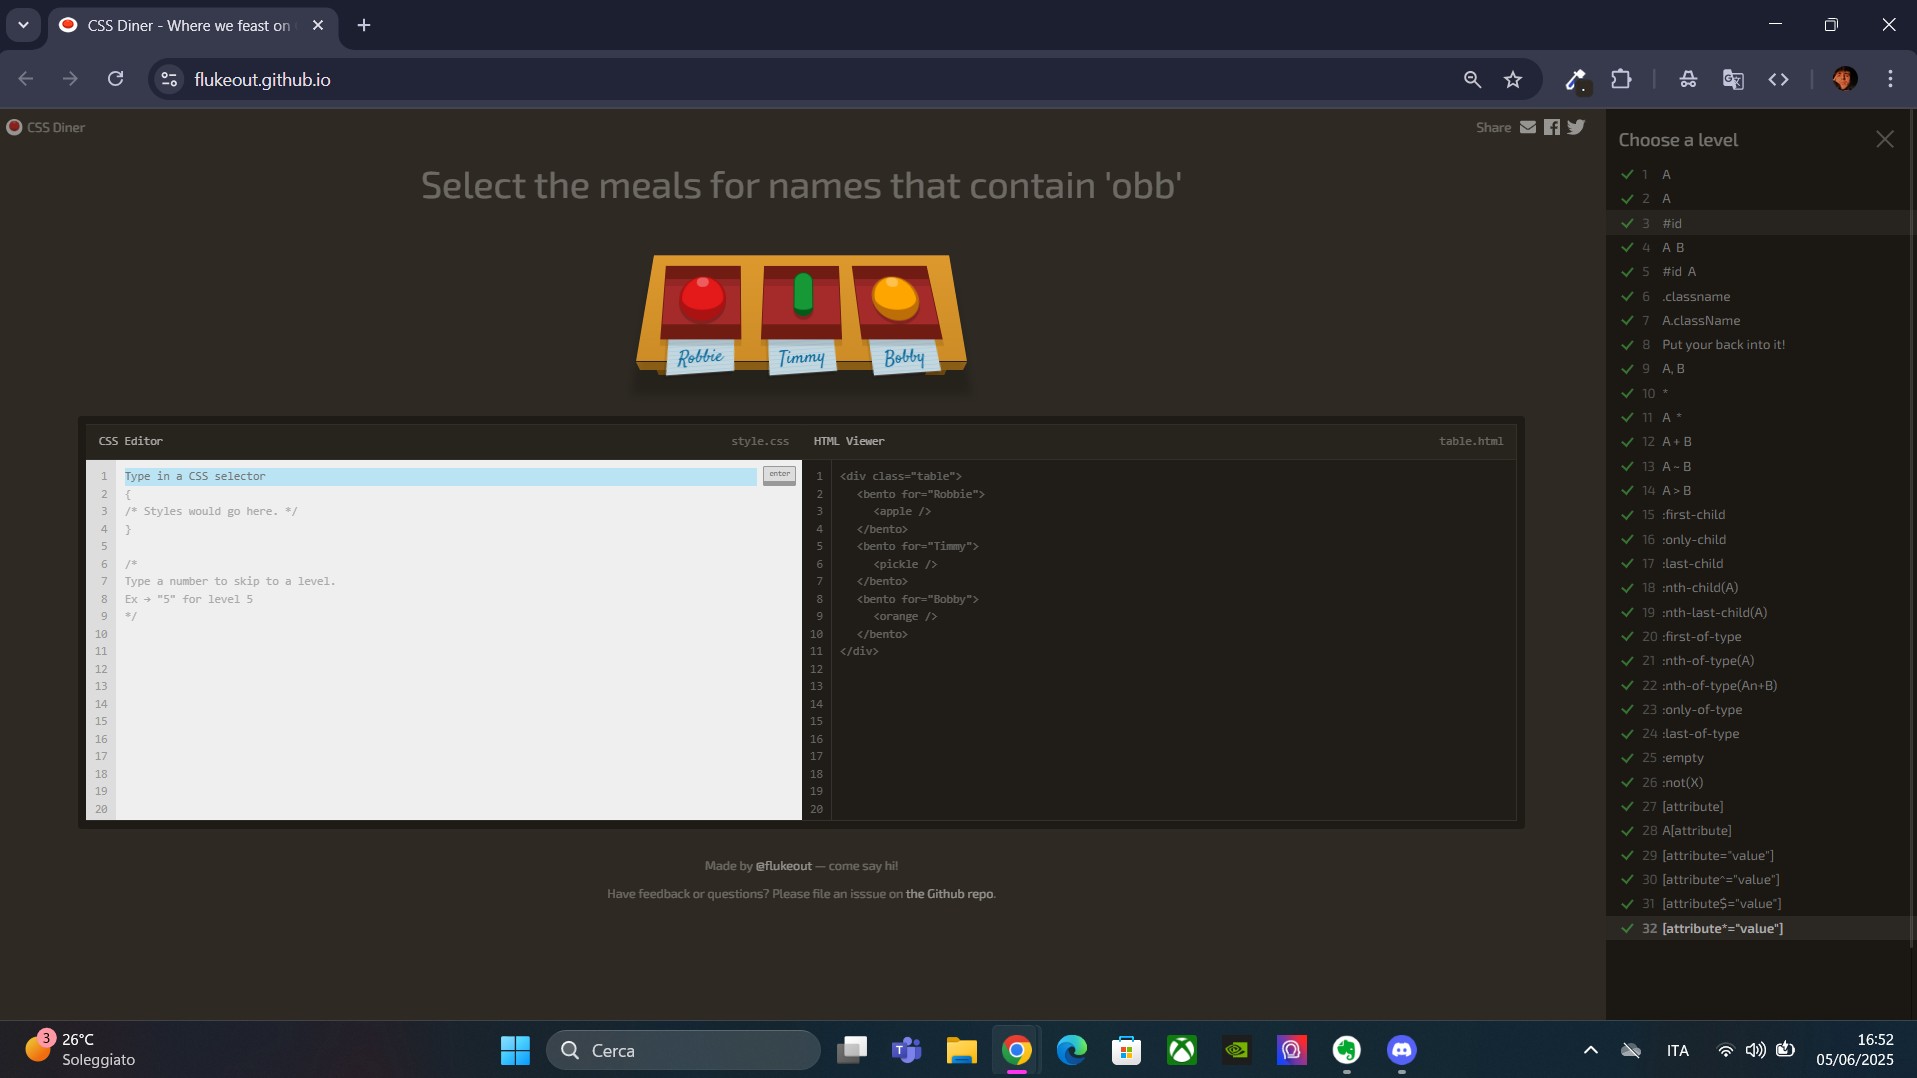 CSS Diner - Where we feast on
flukeout.github.io
CSS Diner
Share
Select the meals for names that contain 'obb'
Robbie
Timmy
Bobby
CSS Editor style.css
1 Type in a CSS selector enter
2 {
3 /* Styles would go here. */
4 }
5
6 /*
7 Type a number to skip to a level.
8 Ex → "5" for level 5
9 */
10
11
12
13
14
15
16
17
18
19
20
HTML Viewer table.html
1 <div class="table">
2 <bento for="Robbie">
3 <apple />
4 </bento>
5 <bento for="Timmy">
6 <pickle />
7 </bento>
8 <bento for="Bobby">
9 <orange />
10 </bento>
11 </div>
12
13
14
15
16
17
18
19
20
Made by @flukeout — come say hi!
Have feedback or questions? Please file an isssue on the Github repo.
Choose a level
1 A
2 A
3 #id
4 A B
5 #id A
6 .classname
7 A.className
8 Put your back into it!
9 A, B
10 *
11 A *
12 A + B
13 A ~ B
14 A > B
15 :first-child
16 :only-child
17 :last-child
18 :nth-child(A)
19 :nth-last-child(A)
20 :first-of-type
21 :nth-of-type(A)
22 :nth-of-type(An+B)
23 :only-of-type
24 :last-of-type
25 :empty
26 :not(X)
27 [attribute]
28 A[attribute]
29 [attribute="value"]
30 [attribute^="value"]
31 [attribute$="value"]
32 [attribute*="value"]
3
26°C
Soleggiato
Cerca
ITA
16:52
05/06/2025